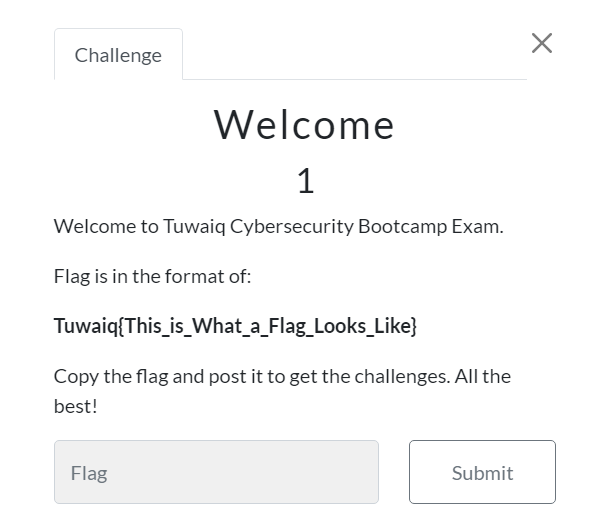 Challenge
Welcome
1
Welcome to Tuwaiq Cybersecurity Bootcamp Exam.
Flag is in the format of:
Tuwaiq{This_is_What_a_Flag_Looks_Like}
Copy the flag and post it to get the challenges. All the
best!
Flag
Submit